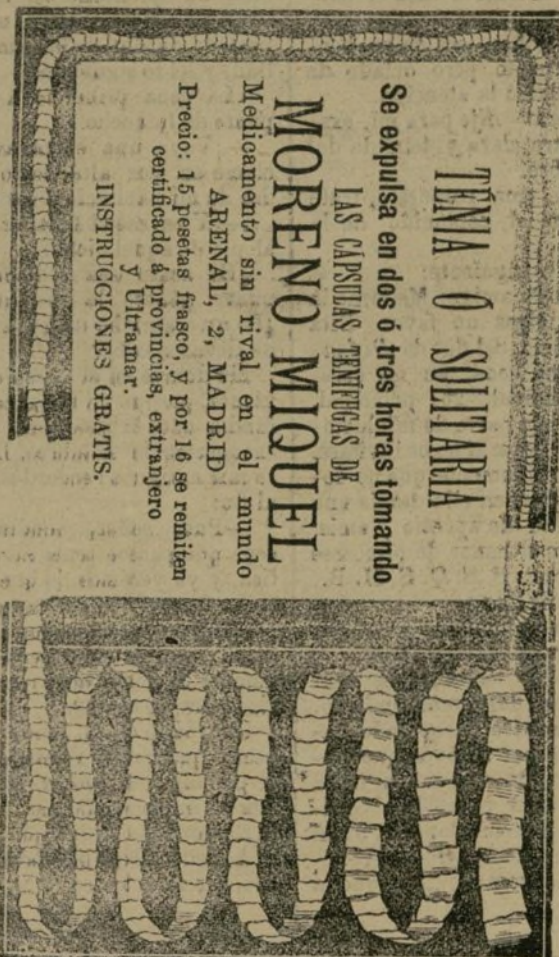 TÉNIA Ó SOLITARIA
Se expulsa en dos ó tres horas tomando
LAS CÁPSULAS TENÍFUGAS DE
MORENO MIQUEL
Medicamento sin rival en el mundo
ARENAL, 2, MADRID
Precio: 15 pesetas frasco, y por 16 se remiten
certificado á provincias, extranjero
y Ultramar.
INSTRUCCIONES GRATIS.